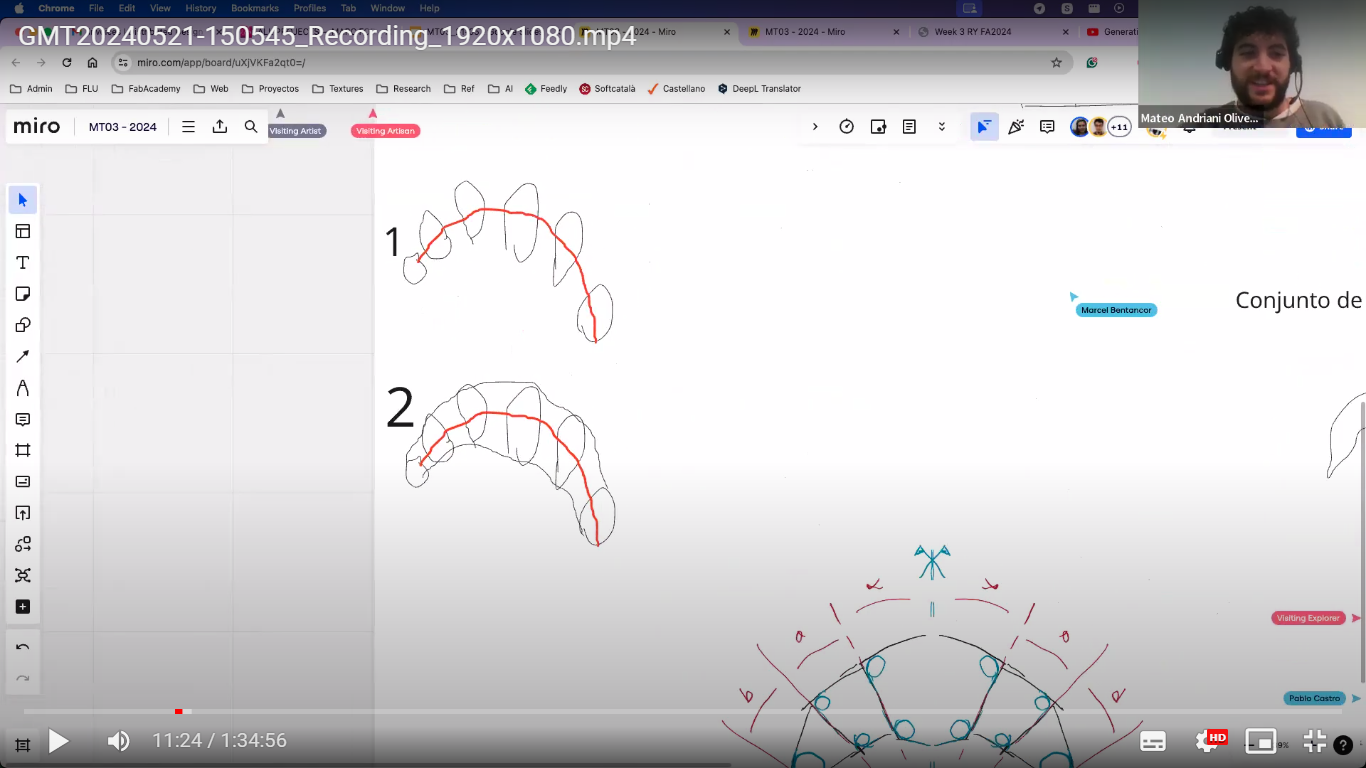 Chrome File Edit View History Bookmarks Profiles Tab Window Help
GMT20240521-150545_Recording_1920x1080.mp4
2024 - Miro
MT03 - 2024 - Miro
Week 3 RY FA2024
miro.com/app/board/uXjVKFa2qt0=/
Admin FLU FabAcademy Web Proyectos Textures Research Ref AI Feedly Softcatalà Castellano DeepL Translator
Mateo Andriani Olive...
miro MT03 - 2024
Visiting Artist
Visiting Artisan
+11
1
Marcel Bentancor
Conjunto de
2
Visiting Explorer
Pablo Castro
11:24 / 1:34:56
HD